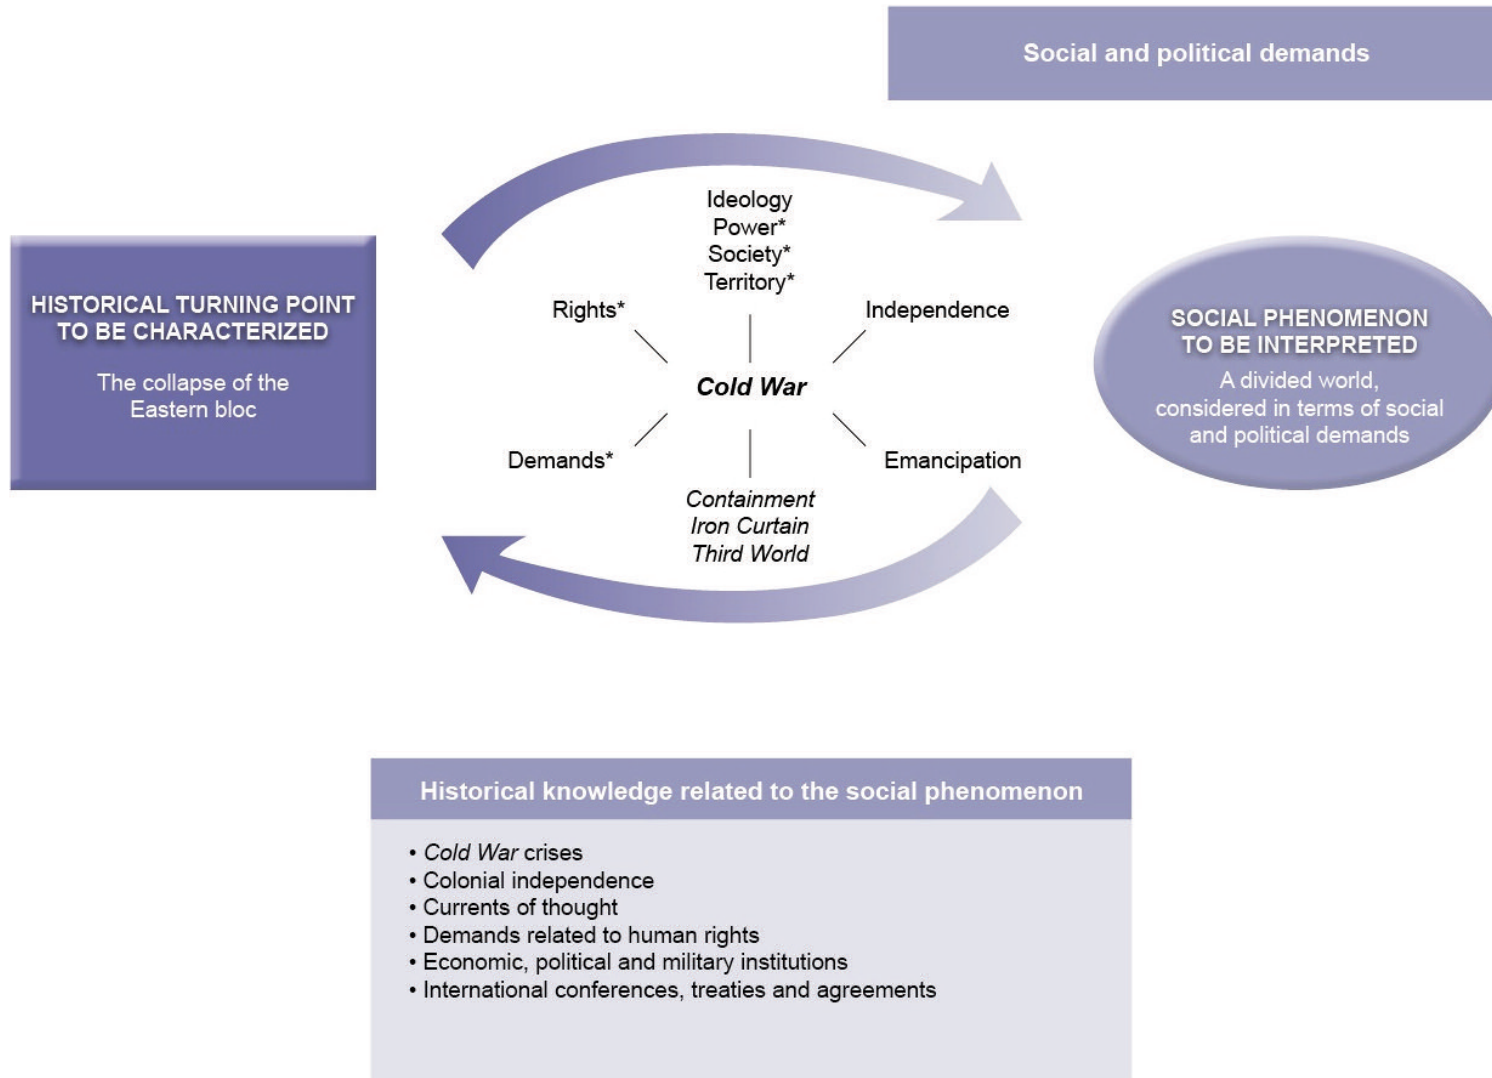 Social and political demands
HISTORICAL TURNING POINT
TO BE CHARACTERIZED
The collapse of the
Eastern bloc
Ideology
Power*
Society*
Territory*
Rights*
Independence
Cold War
Demands*
Emancipation
Containment
Iron Curtain
Third World
SOCIAL PHENOMENON
TO BE INTERPRETED
A divided world,
considered in terms of social
and political demands
Historical knowledge related to the social phenomenon
• Cold War crises
• Colonial independence
• Currents of thought
• Demands related to human rights
• Economic, political and military institutions
• International conferences, treaties and agreements